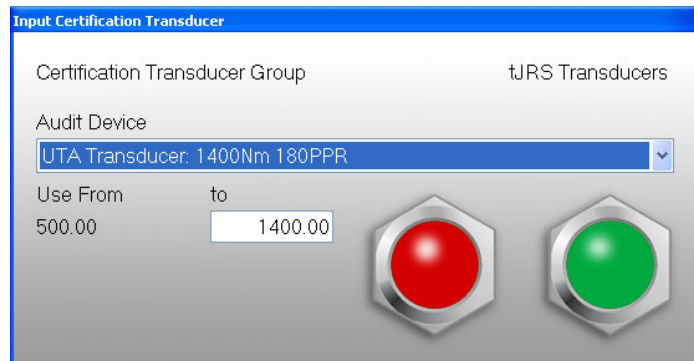 Input Certification Transducer
Certification Transducer Group tJRS Transducers
Audit Device
UTA Transducer: 1400Nm 180PPR
Use From to
500.00 1400.00